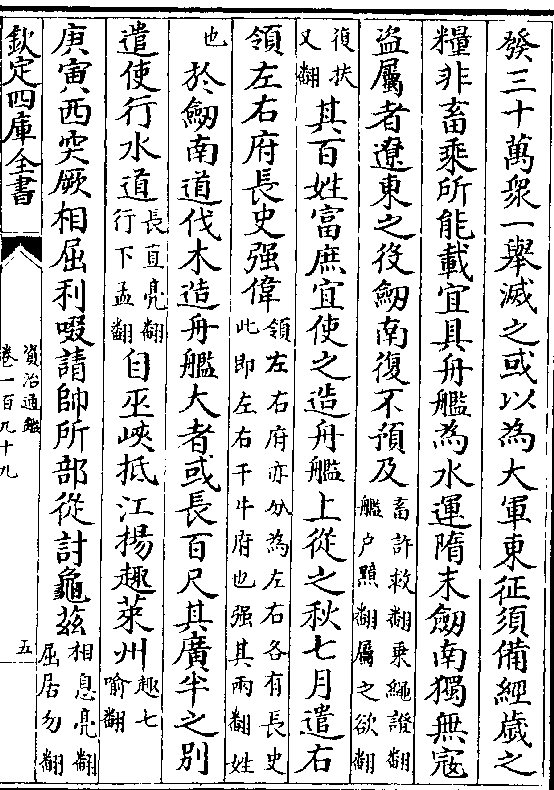 發三十萬衆一舉滅之或以為大軍東征須備經歲之
糧非畜乘所能載宜具舟艦為水運隋末劒南獨無宼
盗屬者遼東之役劒南復不預及畜許救翻乗繩證翻艦户黯翻屬之欲翻
復扶又翻其百姓富庶宜使之造舟艦上從之秋七月遣右
領左右府長史强偉領左右府亦分為左右各有長史此即左右千牛府也强其兩翻姓
也於劒南道伐木造舟艦大者或長百尺其廣半之别
遣使行水道長直亮翻行下孟翻自巫峽抵江揚趣萊州趣七喻翻
庚寅西突厥相屈利啜請帥所部從討龜兹相息亮翻屈居勿翻
欽定四庫全書
資治通鑑
卷一百九十九
五